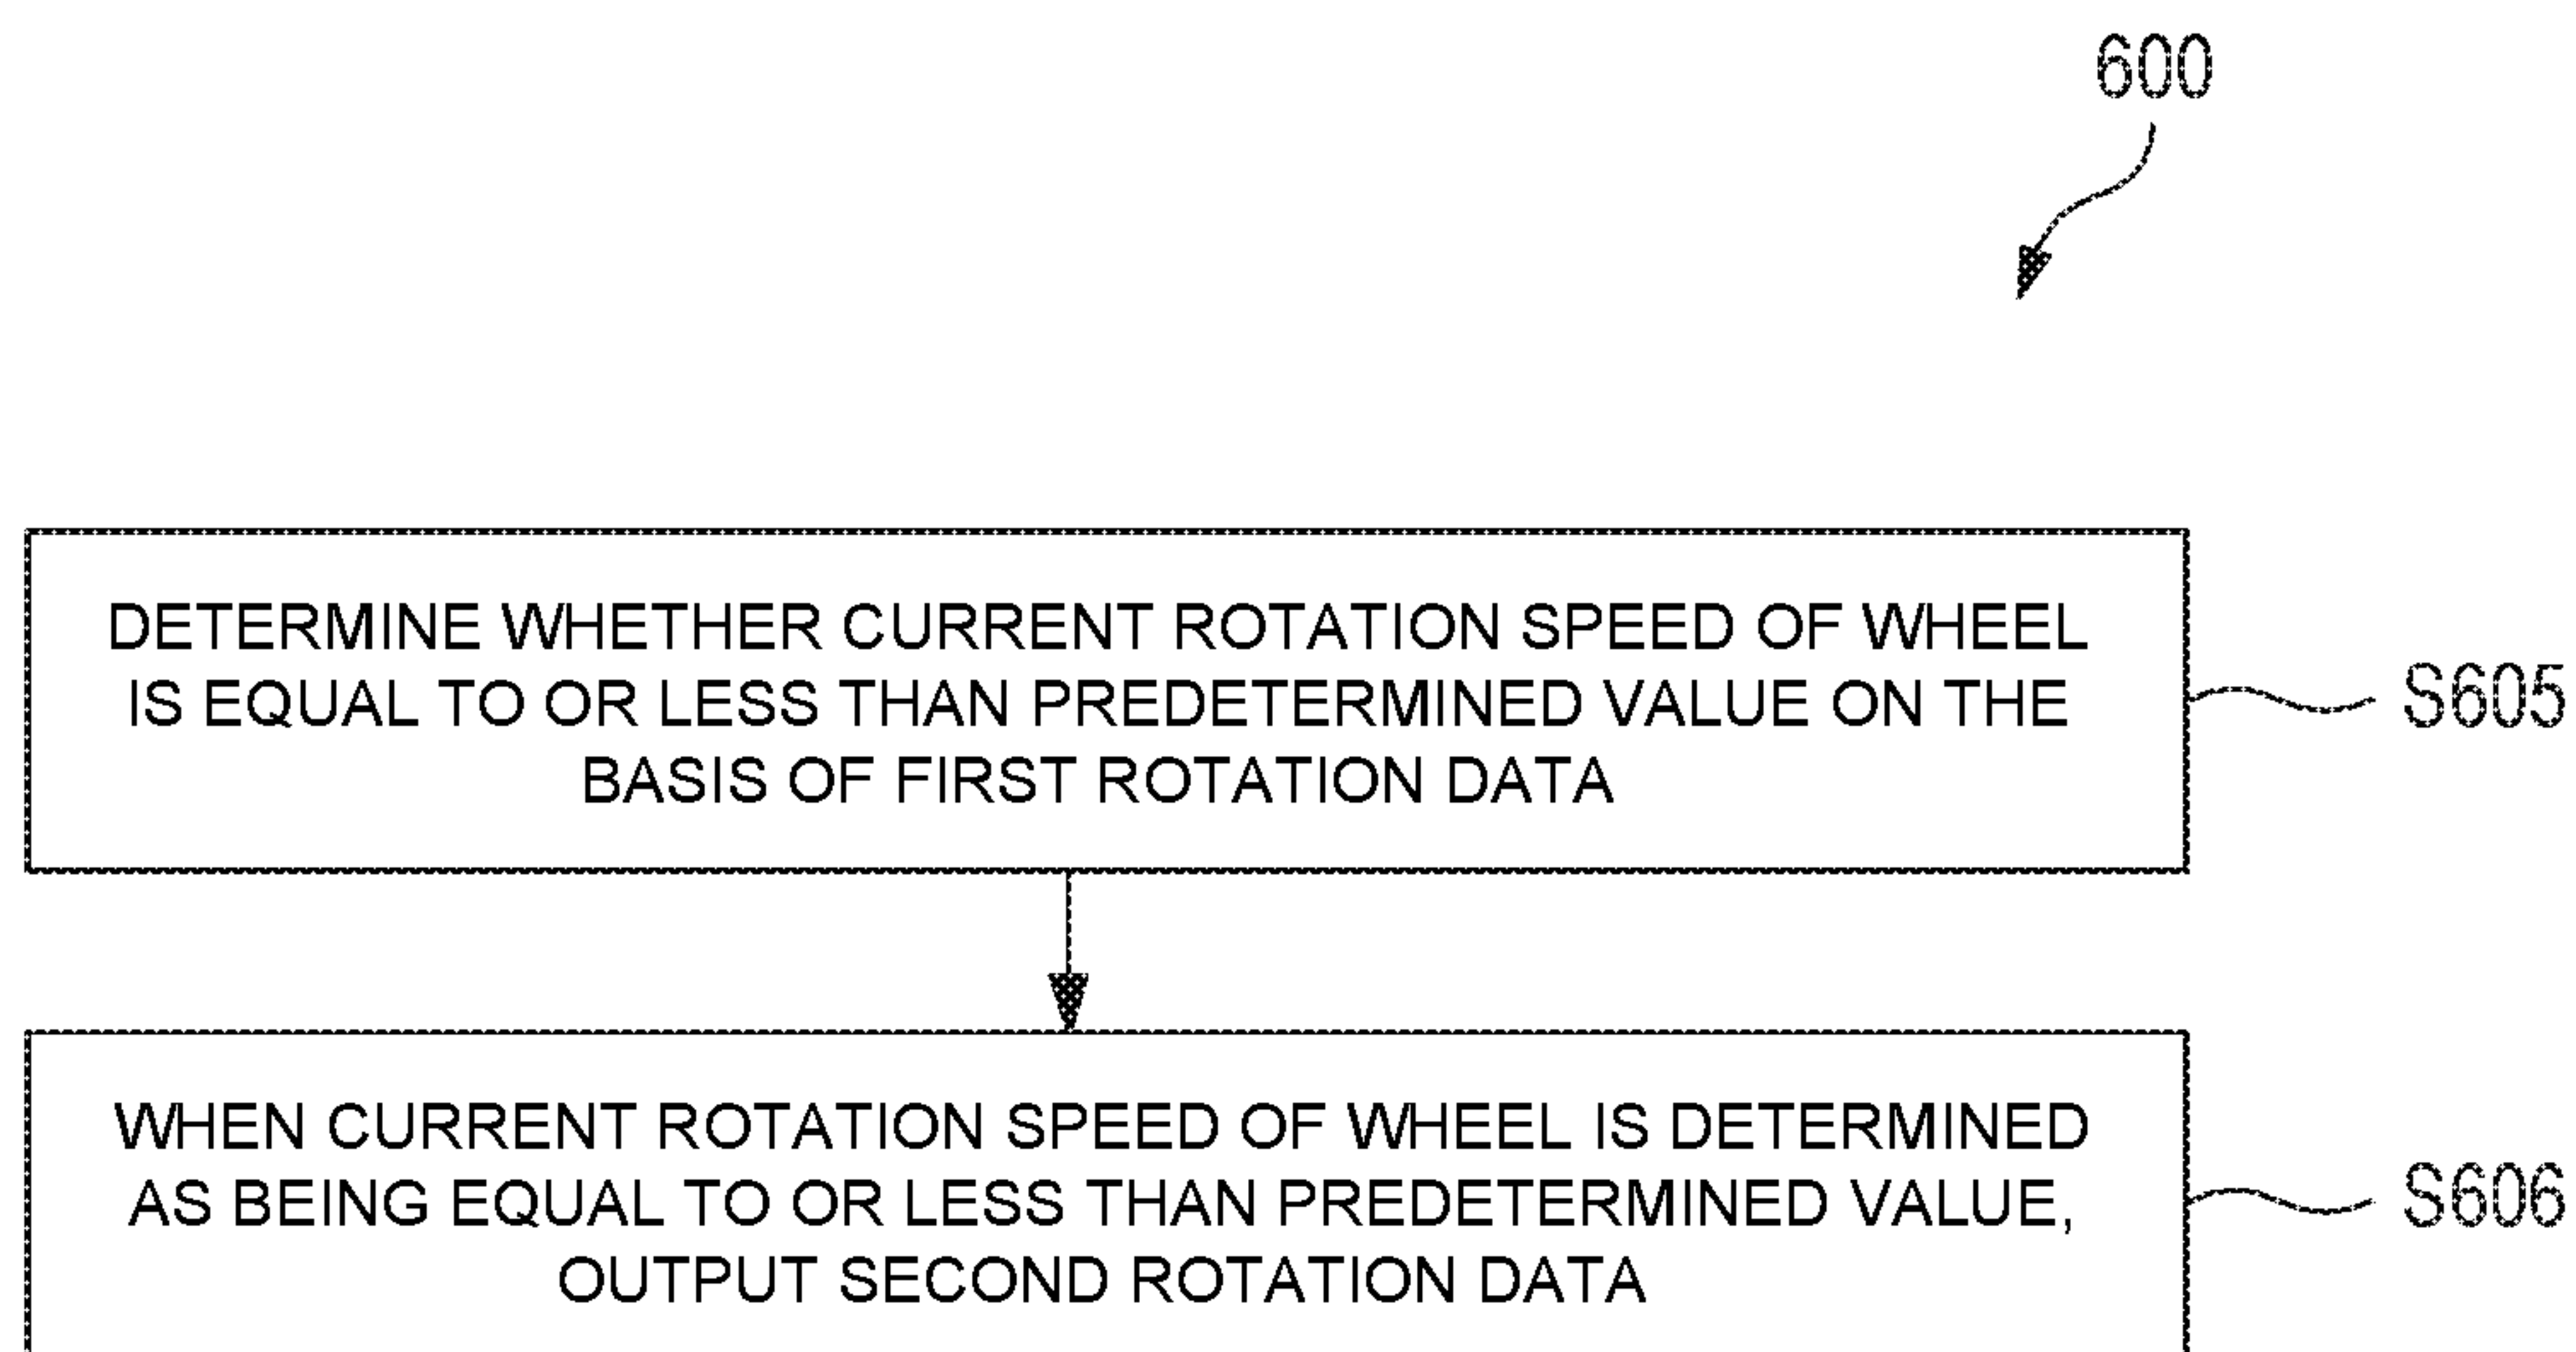 600
DETERMINE WHETHER CURRENT ROTATION SPEED OF WHEEL
IS EQUAL TO OR LESS THAN PREDETERMINED VALUE ON THE
BASIS OF FIRST ROTATION DATA
S605
WHEN CURRENT ROTATION SPEED OF WHEEL IS DETERMINED
AS BEING EQUAL TO OR LESS THAN PREDETERMINED VALUE,
OUTPUT SECOND ROTATION DATA
S606